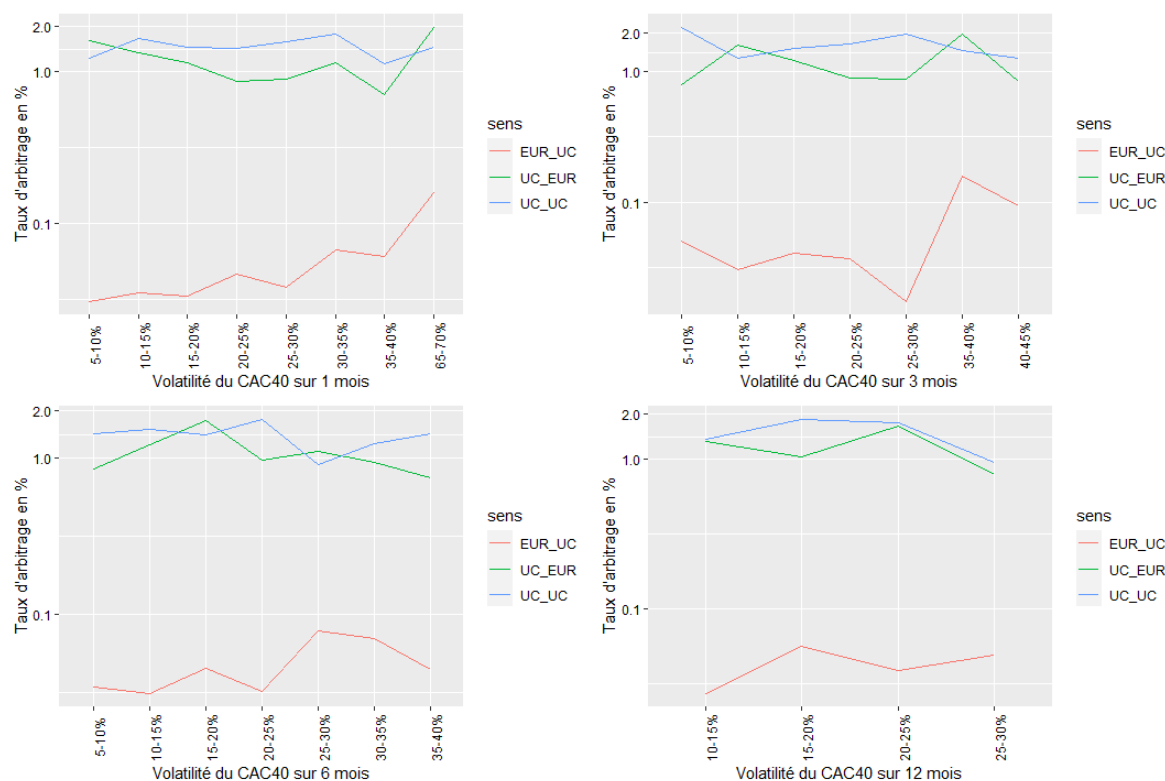 Taux d'arbitrage en %
2.0
1.0
0.1
5-10%
10-15%
15-20%
20-25%
25-30%
30-35%
35-40%
65-70%
Volatilité du CAC40 sur 1 mois
sens
EUR_UC
UC_EUR
UC_UC
Taux d'arbitrage en %
2.0
1.0
0.1
5-10%
10-15%
15-20%
20-25%
25-30%
35-40%
40-45%
Volatilité du CAC40 sur 3 mois
sens
EUR_UC
UC_EUR
UC_UC
Taux d'arbitrage en %
2.0
1.0
0.1
5-10%
10-15%
15-20%
20-25%
25-30%
30-35%
35-40%
Volatilité du CAC40 sur 6 mois
sens
EUR_UC
UC_EUR
UC_UC
Taux d'arbitrage en %
2.0
1.0
0.1
10-15%
15-20%
20-25%
25-30%
Volatilité du CAC40 sur 12 mois
sens
EUR_UC
UC_EUR
UC_UC